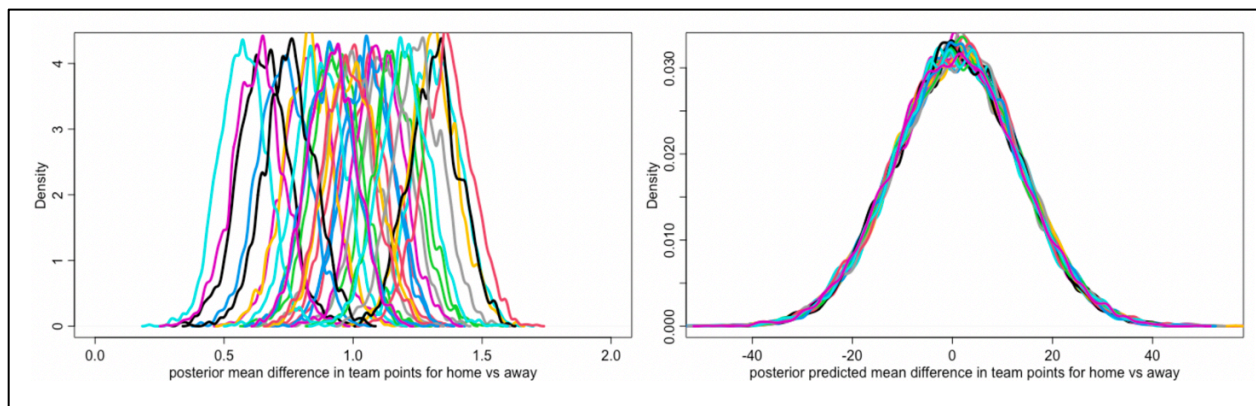 Density
0 1 2 3 4
0.0 0.5 1.0 1.5 2.0
posterior mean difference in team points for home vs away
Density
0.000 0.010 0.020 0.030
-40 -20 0 20 40
posterior predicted mean difference in team points for home vs away